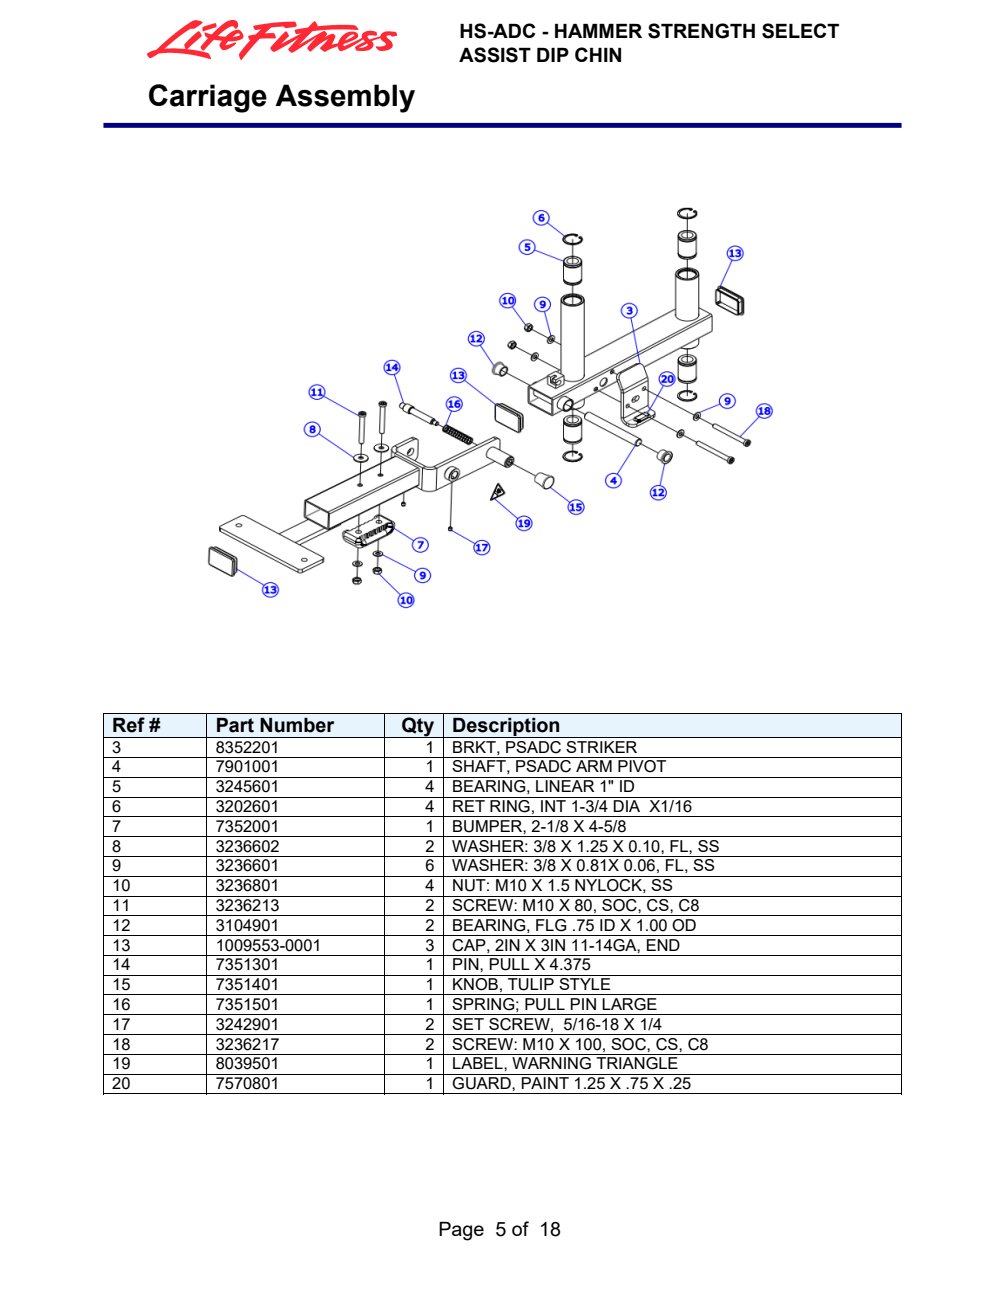 Life Fitness
HS-ADC - HAMMER STRENGTH SELECT
ASSIST DIP CHIN
Carriage Assembly
6
5
13
10
9
3
12
14
13
20
11
16
9
18
8
4
12
15
19
17
7
9
13
10
Ref # Part Number Qty Description
3 8352201 1 BRKT, PSADC STRIKER
4 7901001 1 SHAFT, PSADC ARM PIVOT
5 3245601 4 BEARING, LINEAR 1" ID
6 3202601 4 RET RING, INT 1-3/4 DIA  X1/16
7 7352001 1 BUMPER, 2-1/8 X 4-5/8
8 3236602 2 WASHER: 3/8 X 1.25 X 0.10, FL, SS
9 3236601 6 WASHER: 3/8 X 0.81X 0.06, FL, SS
10 3236801 4 NUT: M10 X 1.5 NYLOCK, SS
11 3236213 2 SCREW: M10 X 80, SOC, CS, C8
12 3104901 2 BEARING, FLG .75 ID X 1.00 OD
13 1009553-0001 3 CAP, 2IN X 3IN 11-14GA, END
14 7351301 1 PIN, PULL X 4.375
15 7351401 1 KNOB, TULIP STYLE
16 7351501 1 SPRING; PULL PIN LARGE
17 3242901 2 SET SCREW,  5/16-18 X 1/4
18 3236217 2 SCREW: M10 X 100, SOC, CS, C8
19 8039501 1 LABEL, WARNING TRIANGLE
20 7570801 1 GUARD, PAINT 1.25 X .75 X .25
Page  5 of  18